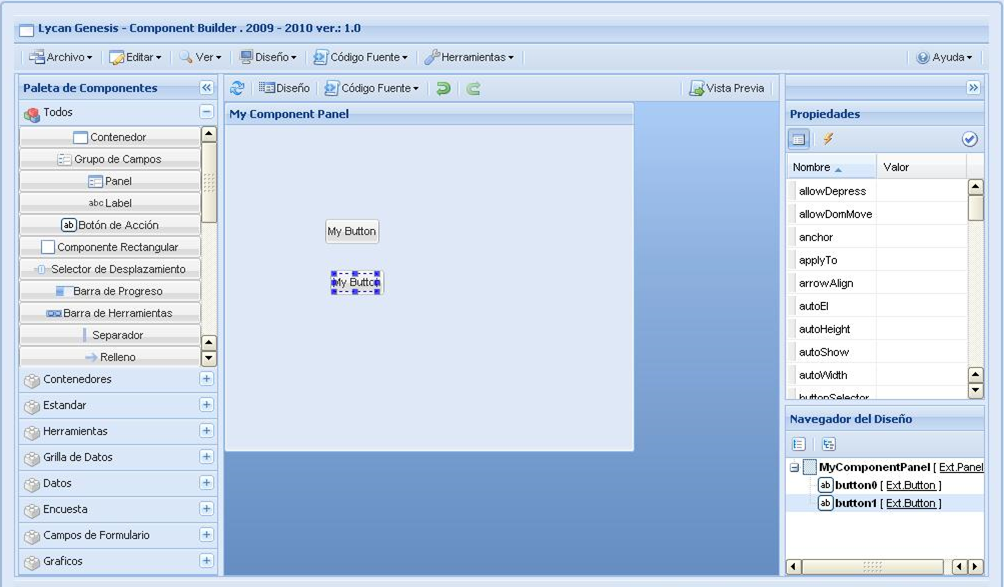 Lycan Genesis - Component Builder . 2009 - 2010 ver.: 1.0
Archivo Editar Ver Diseño Código Fuente Herramientas Ayuda
Paleta de Componentes
Todos
Contenedor
Grupo de Campos
Panel
abc Label
ab Botón de Acción
Componente Rectangular
Selector de Desplazamiento
Barra de Progreso
Barra de Herramientas
Separador
Relleno
Contenedores
Estandar
Herramientas
Grilla de Datos
Datos
Encuesta
Campos de Formulario
Graficos
Diseño Código Fuente Vista Previa
My Component Panel
My Button
My Button
Propiedades
Nombre Valor
allowDepress
allowDomMove
anchor
applyTo
arrowAlign
autoEl
autoHeight
autoShow
autoWidth
buttonSelector
Navegador del Diseño
MyComponentPanel [ Ext.Panel
ab button0 [ Ext.Button ]
ab button1 [ Ext.Button ]